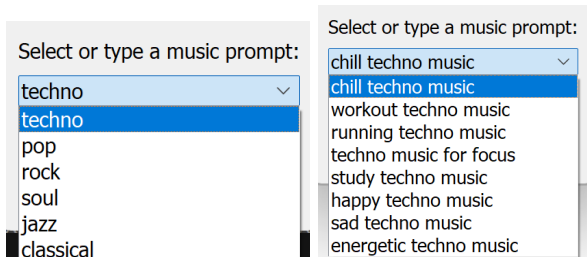 Select or type a music prompt:
techno
techno
pop
rock
soul
jazz
classical
Select or type a music prompt:
chill techno music
chill techno music
workout techno music
running techno music
techno music for focus
study techno music
happy techno music
sad techno music
energetic techno music